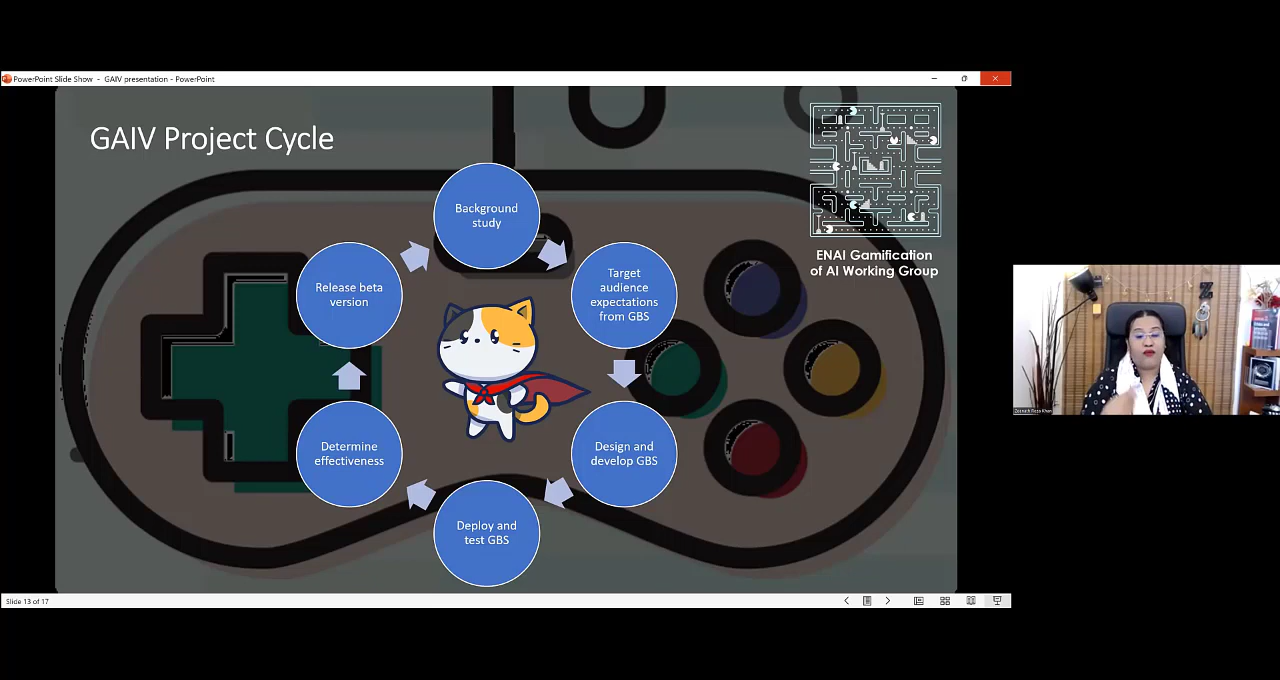 PowerPoint Slide Show - GAIV presentation - PowerPoint
GAIV Project Cycle
Background
study
Target
audience
expectations
from GBS
Design and
develop GBS
Deploy and
test GBS
Determine
effectiveness
Release beta
version
ENAI Gamification
of AI Working Group
Slide 13 of 17
Z